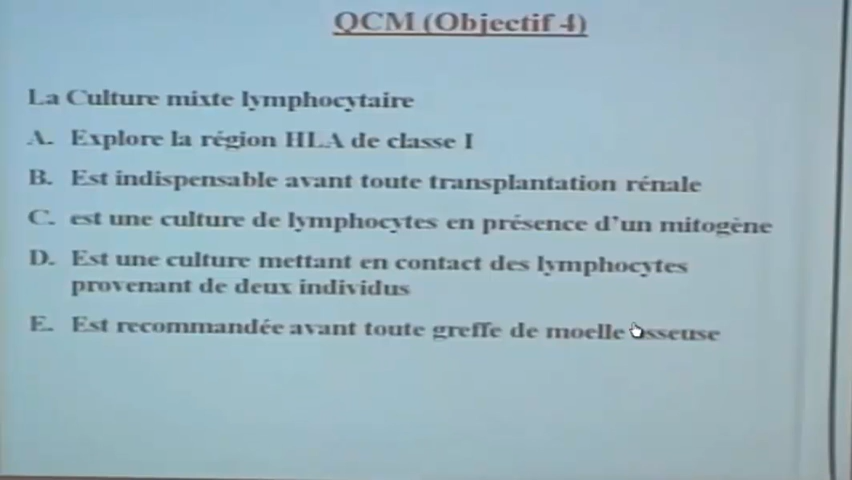 QCM (Objectif 4)
La Culture mixte lymphocytaire
A. Explore la région HLA de classe I
B. Est indispensable avant toute transplantation rénale
C. est une culture de lymphocytes en présence d'un mitogène
D. Est une culture mettant en contact des lymphocytes
provenant de deux individus
E. Est recommandée avant toute greffe de moelle osseuse